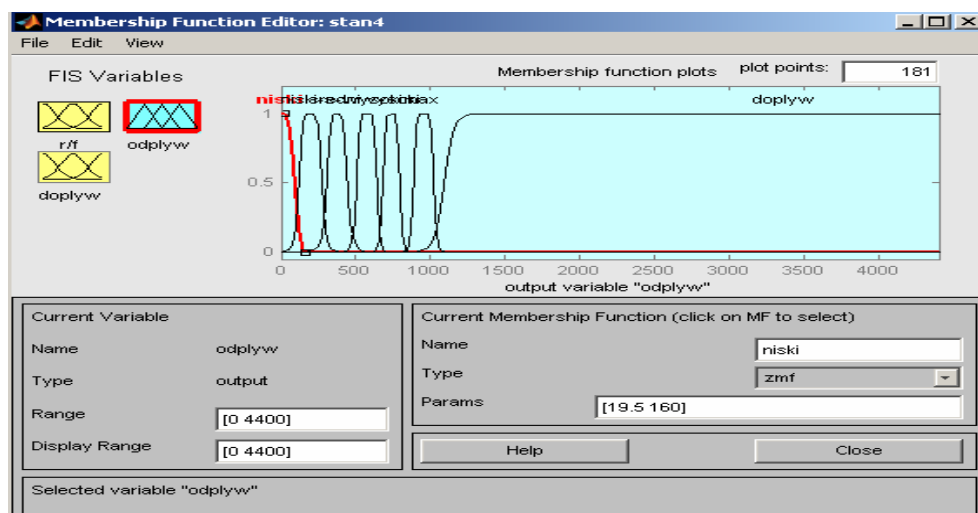 Membership Function Editor: stan4
File Edit View
FIS Variables
Membership function plots plot points: 181
r/f odplyw
doplyw
niski doplyw
1
0.5
0
0 500 1000 1500 2000 2500 3000 3500 4000
output variable "odplyw"
Current Variable
Name odplyw
Type output
Range [0 4400]
Display Range [0 4400]
Current Membership Function (click on MF to select)
Name niski
Type zmf
Params [19.5 160]
Help Close
Selected variable "odplyw"